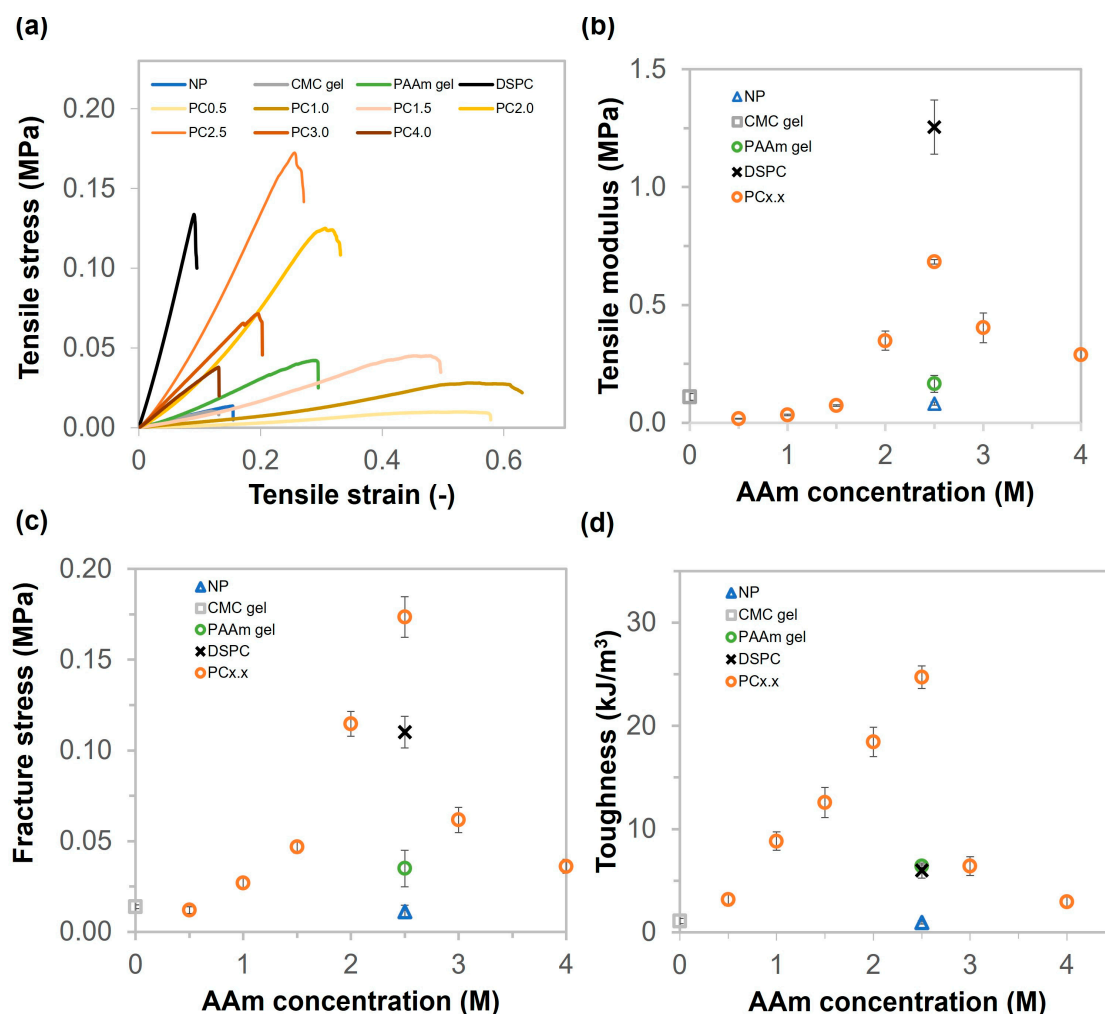 (a)
Tensile stress (MPa)
0.20
0.15
0.10
0.05
0.00
NP CMC gel PAAm gel DSPC
PC0.5 PC1.0 PC1.5 PC2.0
PC2.5 PC3.0 PC4.0
0 0.2 0.4 0.6
Tensile strain (-)
(b)
Tensile modulus (MPa)
1.5
1.0
0.5
0.0
NP
CMC gel
PAAm gel
DSPC
PCx.x
0 1 2 3 4
AAm concentration (M)
(c)
Fracture stress (MPa)
0.20
0.15
0.10
0.05
0.00
NP
CMC gel
PAAm gel
DSPC
PCx.x
0 1 2 3 4
AAm concentration (M)
(d)
Toughness (kJ/m³)
30
20
10
0
NP
CMC gel
PAAm gel
DSPC
PCx.x
0 1 2 3 4
AAm concentration (M)